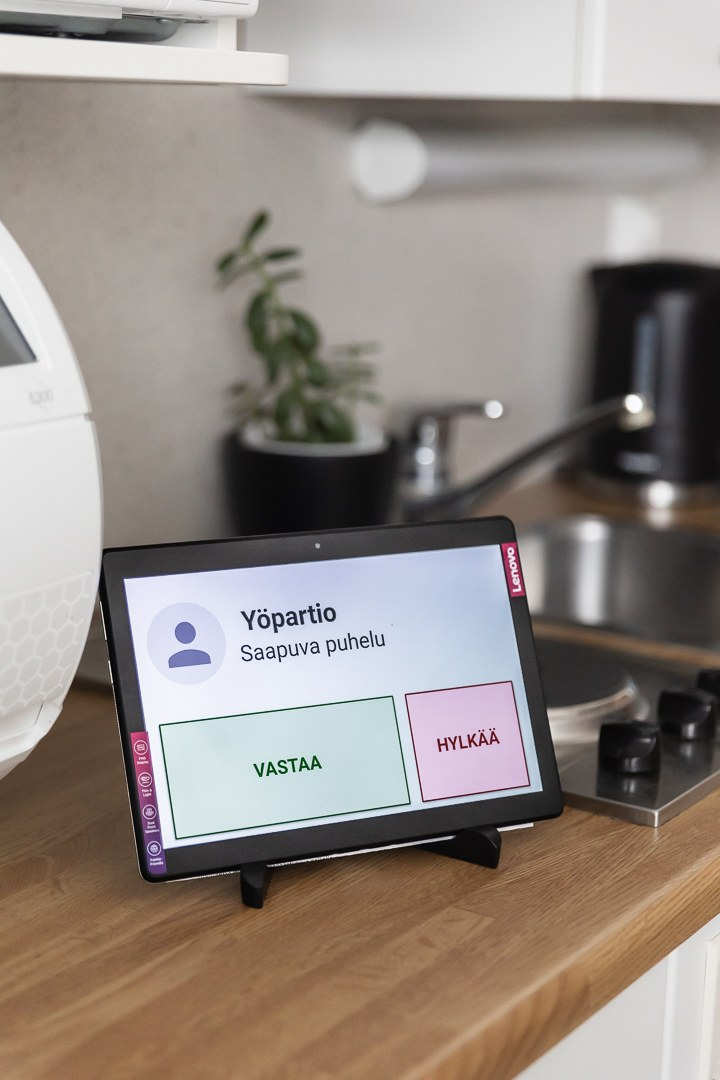 Yöpartio
Saapuva puhelu
VASTAA
HYLKÄÄ
Lenovo